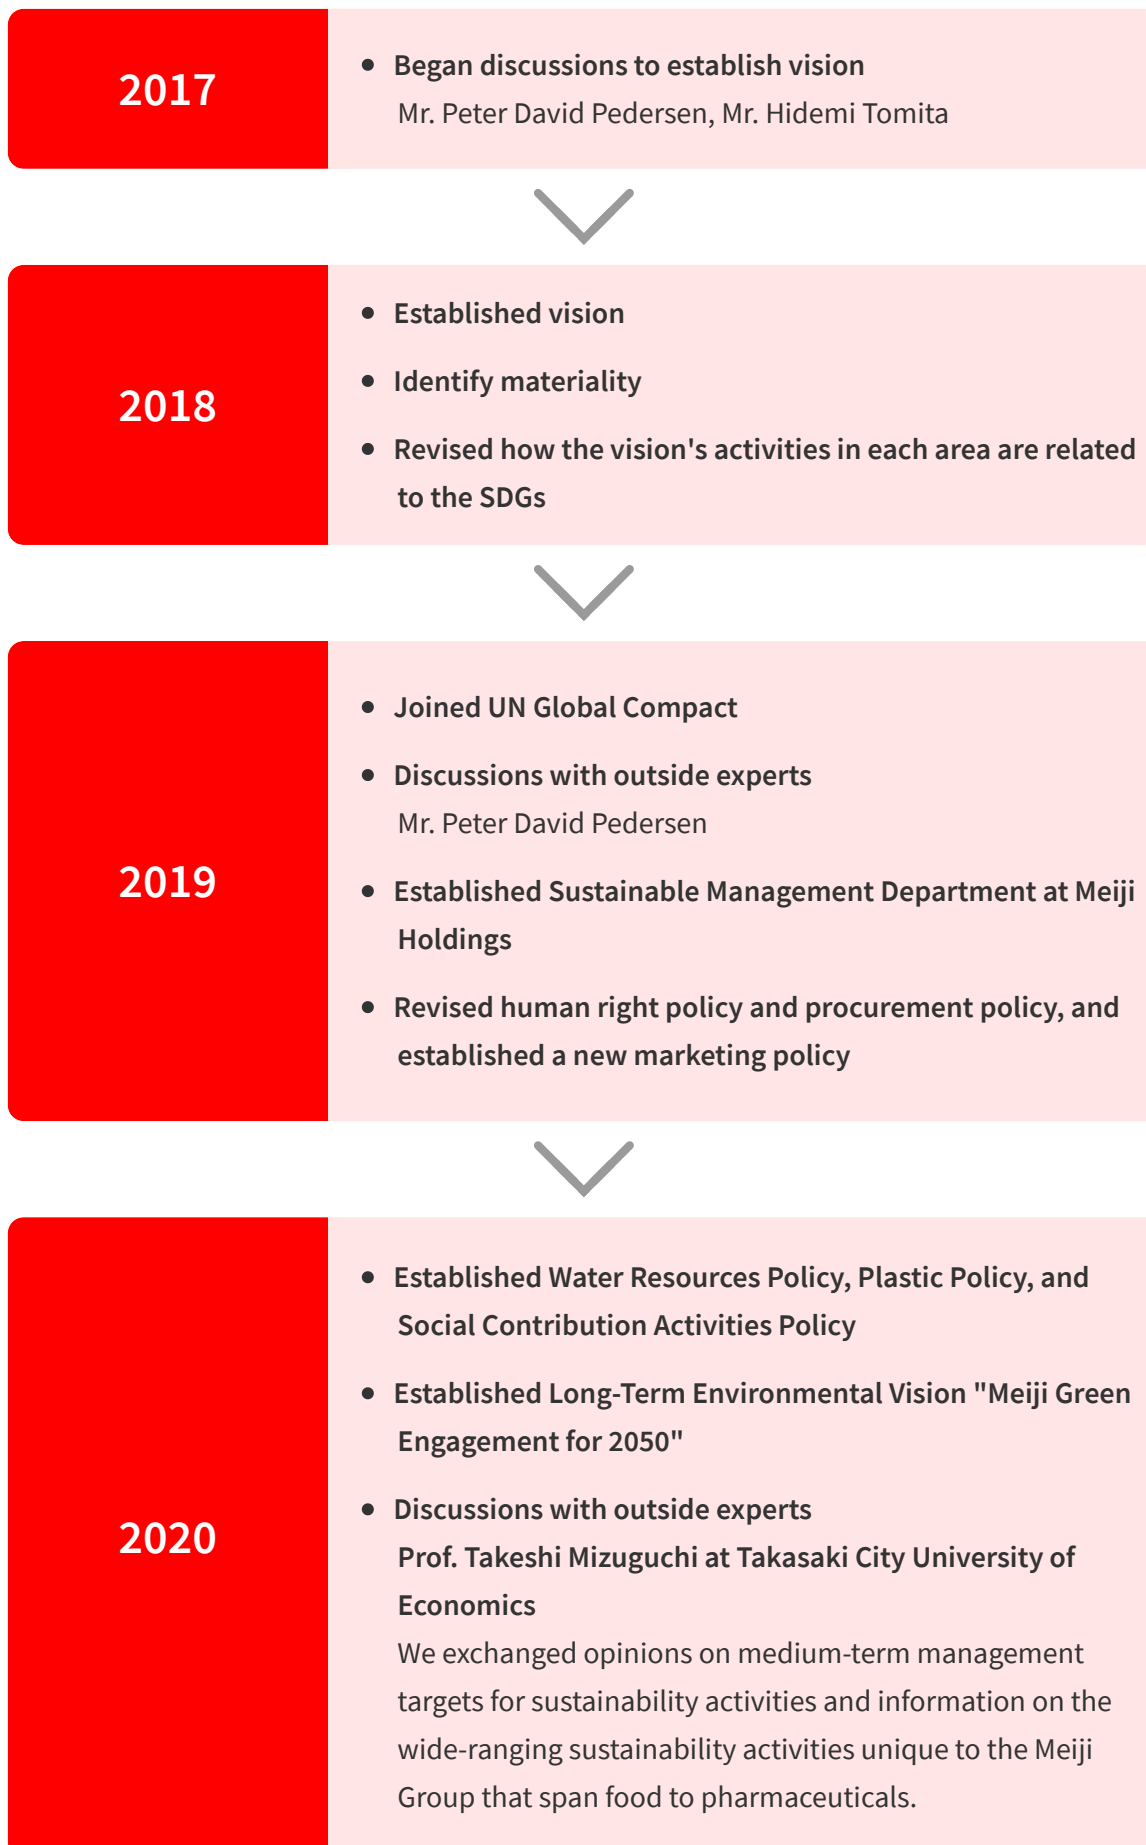 2017
• Began discussions to establish vision
Mr. Peter David Pedersen, Mr. Hidemi Tomita
2018
• Established vision
• Identify materiality
• Revised how the vision's activities in each area are related
to the SDGs
2019
• Joined UN Global Compact
• Discussions with outside experts
Mr. Peter David Pedersen
• Established Sustainable Management Department at Meiji
Holdings
• Revised human right policy and procurement policy, and
established a new marketing policy
2020
• Established Water Resources Policy, Plastic Policy, and
Social Contribution Activities Policy
• Established Long-Term Environmental Vision "Meiji Green
Engagement for 2050"
• Discussions with outside experts
Prof. Takeshi Mizuguchi at Takasaki City University of
Economics
We exchanged opinions on medium-term management
targets for sustainability activities and information on the
wide-ranging sustainability activities unique to the Meiji
Group that span food to pharmaceuticals.